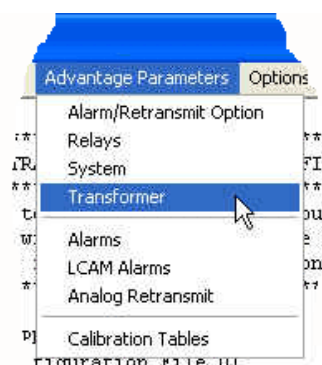 Advantage Parameters Options
Alarm/Retransmit Option
Relays
System
Transformer
Alarms
LCAM Alarms
Analog Retransmit
Calibration Tables